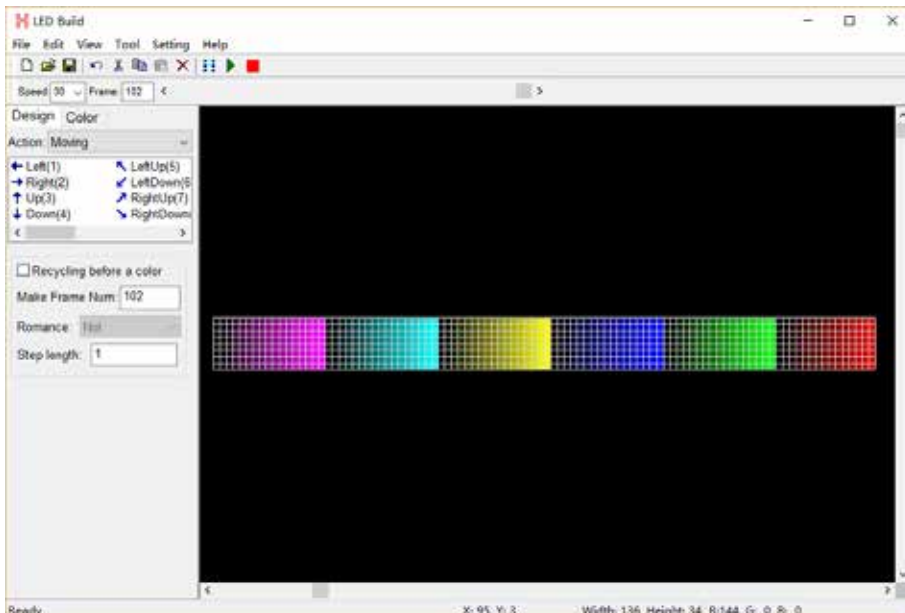 LED Build
File Edit View Tool Setting Help
Speed 30 Frame: 102
Design Color
Action: Moving
Left(1) LeftUp(5)
Right(2) LeftDown(6
Up(3) RightUp(7)
Down(4) RightDown(
Recycling before a color
Make Frame Num: 102
Romance: Not
Step length: 1
Ready X: 95, Y: 3 Width: 136, Height: 34, R:144, G: 0, B: 0